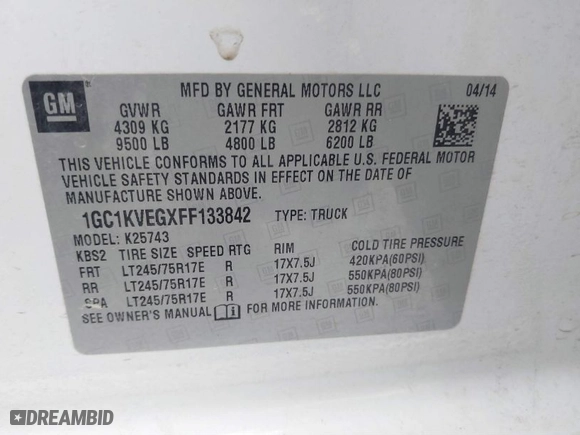 GM
MFD BY GENERAL MOTORS LLC 04/14
GVWR GAWR FRT GAWR RR
4309 KG 2177 KG 2812 KG
9500 LB 4800 LB 6200 LB
THIS VEHICLE CONFORMS TO ALL APPLICABLE U.S. FEDERAL MOTOR
VEHICLE SAFETY STANDARDS IN EFFECT ON THE DATE OF
MANUFACTURE SHOWN ABOVE.
1GC1KVEGXFF133842 TYPE: TRUCK
MODEL: K25743
KBS2 TIRE SIZE SPEED RTG RIM COLD TIRE PRESSURE
FRT LT245/75R17E R 17X7.5J 420KPA(60PSI)
RR LT245/75R17E R 17X7.5J 550KPA(80PSI)
SPA LT245/75R17E R 17X7.5J 550KPA(80PSI)
SEE OWNER'S MANUAL
DREAMBID